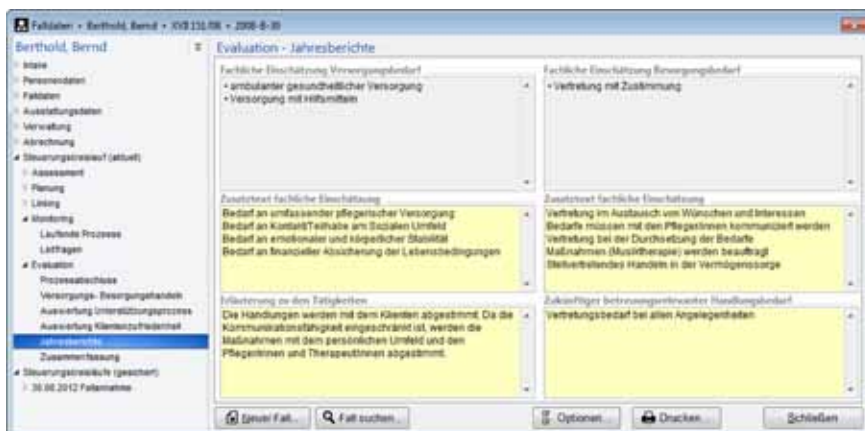 Falldaten • Berthold, Bernd • XVII 131/08 • 2008-8-30
Berthold, Bernd
Intake
Personendaten
Falldaten
Ausstattungsdaten
Verwaltung
Abrechnung
Steuerungskreislauf (aktuell)
Assessment
Planung
Linking
Monitoring
Laufende Prozesse
Leitfragen
Evaluation
Prozessabschluss
Versorgungs- Besorgungshandeln
Auswertung Unterstützungsprozess
Auswertung Klientenzufriedenheit
Jahresberichte
Zusammenfassung
Steuerungskreisläufe (gesichert)
30.08.2012 Fallaufnahme
Evaluation - Jahresberichte
Fachliche Einschätzung Versorgungsbedarf
• ambulanter gesundheitlicher Versorgung
• Versorgung mit Hilfsmitteln
Fachliche Einschätzung Besorgungsbedarf
• Vertretung mit Zustimmung
Zusatztext fachliche Einschätzung
Bedarf an umfassender pflegerischer Versorgung
Bedarf an Kontakt/Teilhabe am Sozialen Umfeld
Bedarf an emotionaler und körperlicher Stabilität
Bedarf an finanzieller Absicherung der Lebensbedingungen
Zusatztext fachliche Einschätzung
Vertretung im Austausch von Wünschen und Interessen
Bedarfe müssen mit den PflegerInnen kommuniziert werden
Vertretung bei der Durchsetzung der Bedarfe
Maßnahmen (Musiktherapie) werden beauftragt
Stellvertretendes Handeln in der Vermögenssorge
Erläuterung zu den Tätigkeiten
Die Handlungen werden mit dem Klienten abgestimmt. Da die
Kommunikationsfähigkeit eingeschränkt ist, werden die
Maßnahmen mit dem persönlichen Umfeld und den
PflegerInnen und TherapeutInnen abgestimmt.
Zukünftiger betreuungsrelevanter Handlungsbedarf
Vertretungsbedarf bei allen Angelegenheiten
Neuer Fall...
Fall suchen...
Optionen...
Drucken...
Schließen